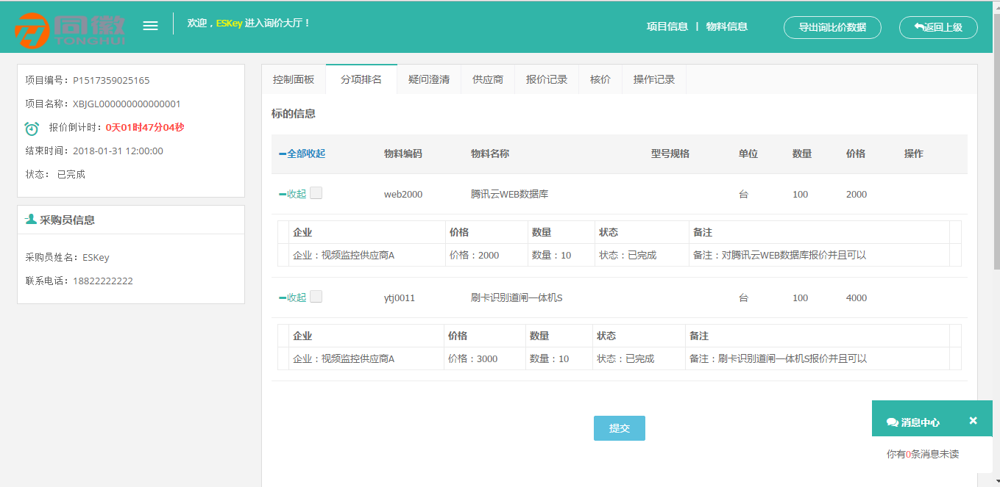 同徽
TONGHUI
欢迎，ESKey 进入询价大厅！
项目信息 | 物料信息
导出询比价数据
返回上级
项目编号：P1517359025165
项目名称：XBJGL000000000000001
报价倒计时：0天01时47分04秒
结束时间：2018-01-31 12:00:00
状态： 已完成
采购员信息
采购员姓名：ESKey
联系电话：18822222222
控制面板 分项排名 疑问澄清 供应商 报价记录 核价 操作记录
标的信息
全部收起 物料编码 物料名称 型号规格 单位 数量 价格 操作
收起 web2000 腾讯云WEB数据库 台 100 2000
企业 价格 数量 状态 备注
企业：视频监控供应商A 价格：2000 数量：10 状态：已完成 备注：对腾讯云WEB数据库报价并且可以
收起 ytj0011 刷卡识别道闸一体机S 台 100 4000
企业 价格 数量 状态 备注
企业：视频监控供应商A 价格：3000 数量：10 状态：已完成 备注：刷卡识别道闸一体机S报价并且可以
提交
消息中心 ×
你有0条消息未读